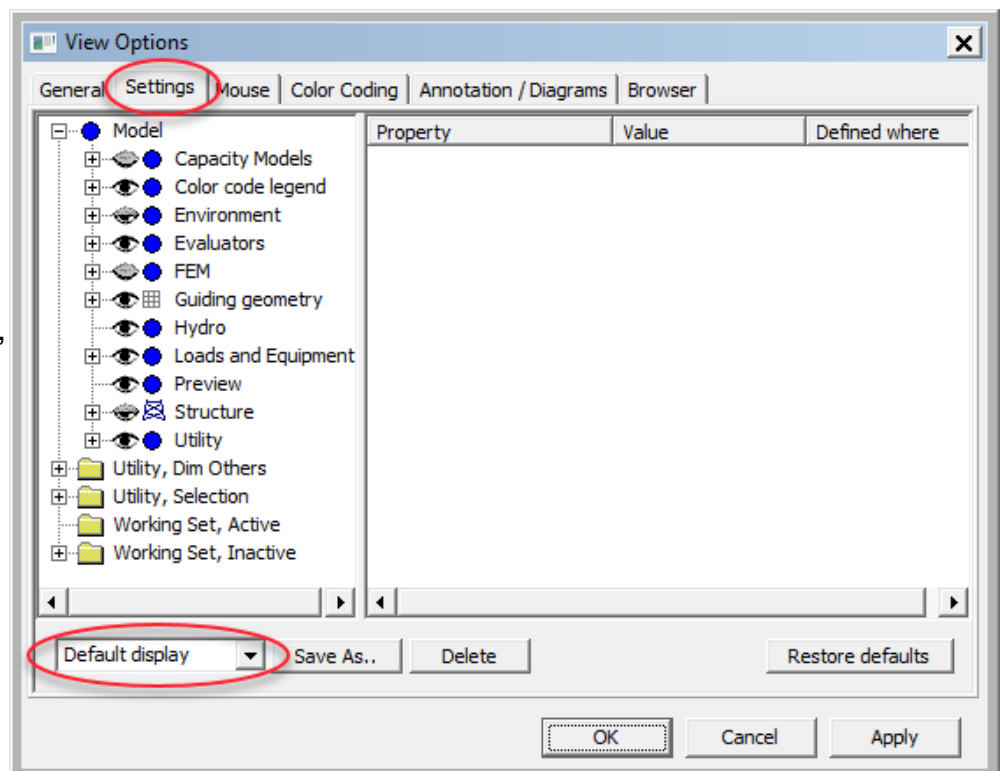 View Options
General Settings Mouse Color Coding Annotation / Diagrams Browser
Model
Capacity Models
Color code legend
Environment
Evaluators
FEM
Guiding geometry
Hydro
Loads and Equipment
Preview
Structure
Utility
Utility, Dim Others
Utility, Selection
Working Set, Active
Working Set, Inactive
Property Value Defined where
,
Default display Save As.. Delete Restore defaults
OK Cancel Apply